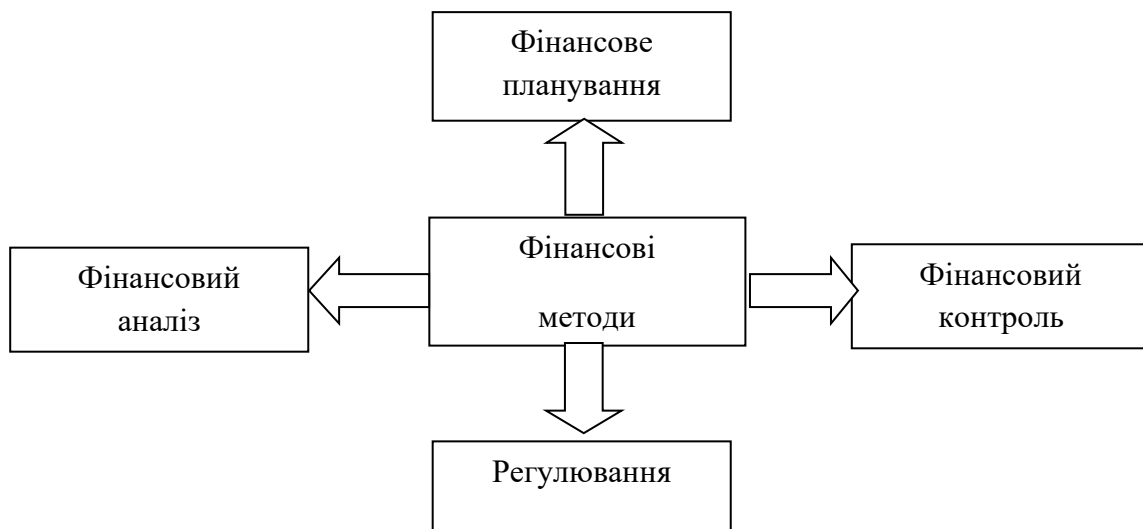 Фінансове
планування
Фінансові
методи
Фінансовий
аналіз
Фінансовий
контроль
Регулювання